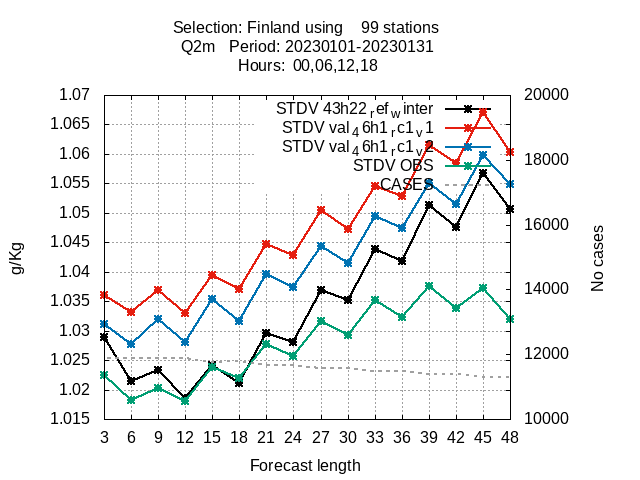 Selection: Finland using 99 stations
Q2m Period: 20230101-20230131
Hours: 00,06,12,18
1.07
1.065
1.06
1.055
1.05
1.045
1.04
1.035
1.03
1.025
1.02
1.015
g/Kg
STDV 43h22refwinter
STDV val46h1rc1v1
STDV val46h1rc1v2
STDV OBS
CASES
20000
18000
16000
14000
12000
10000
No cases
3 6 9 12 15 18 21 24 27 30 33 36 39 42 45 48
Forecast length